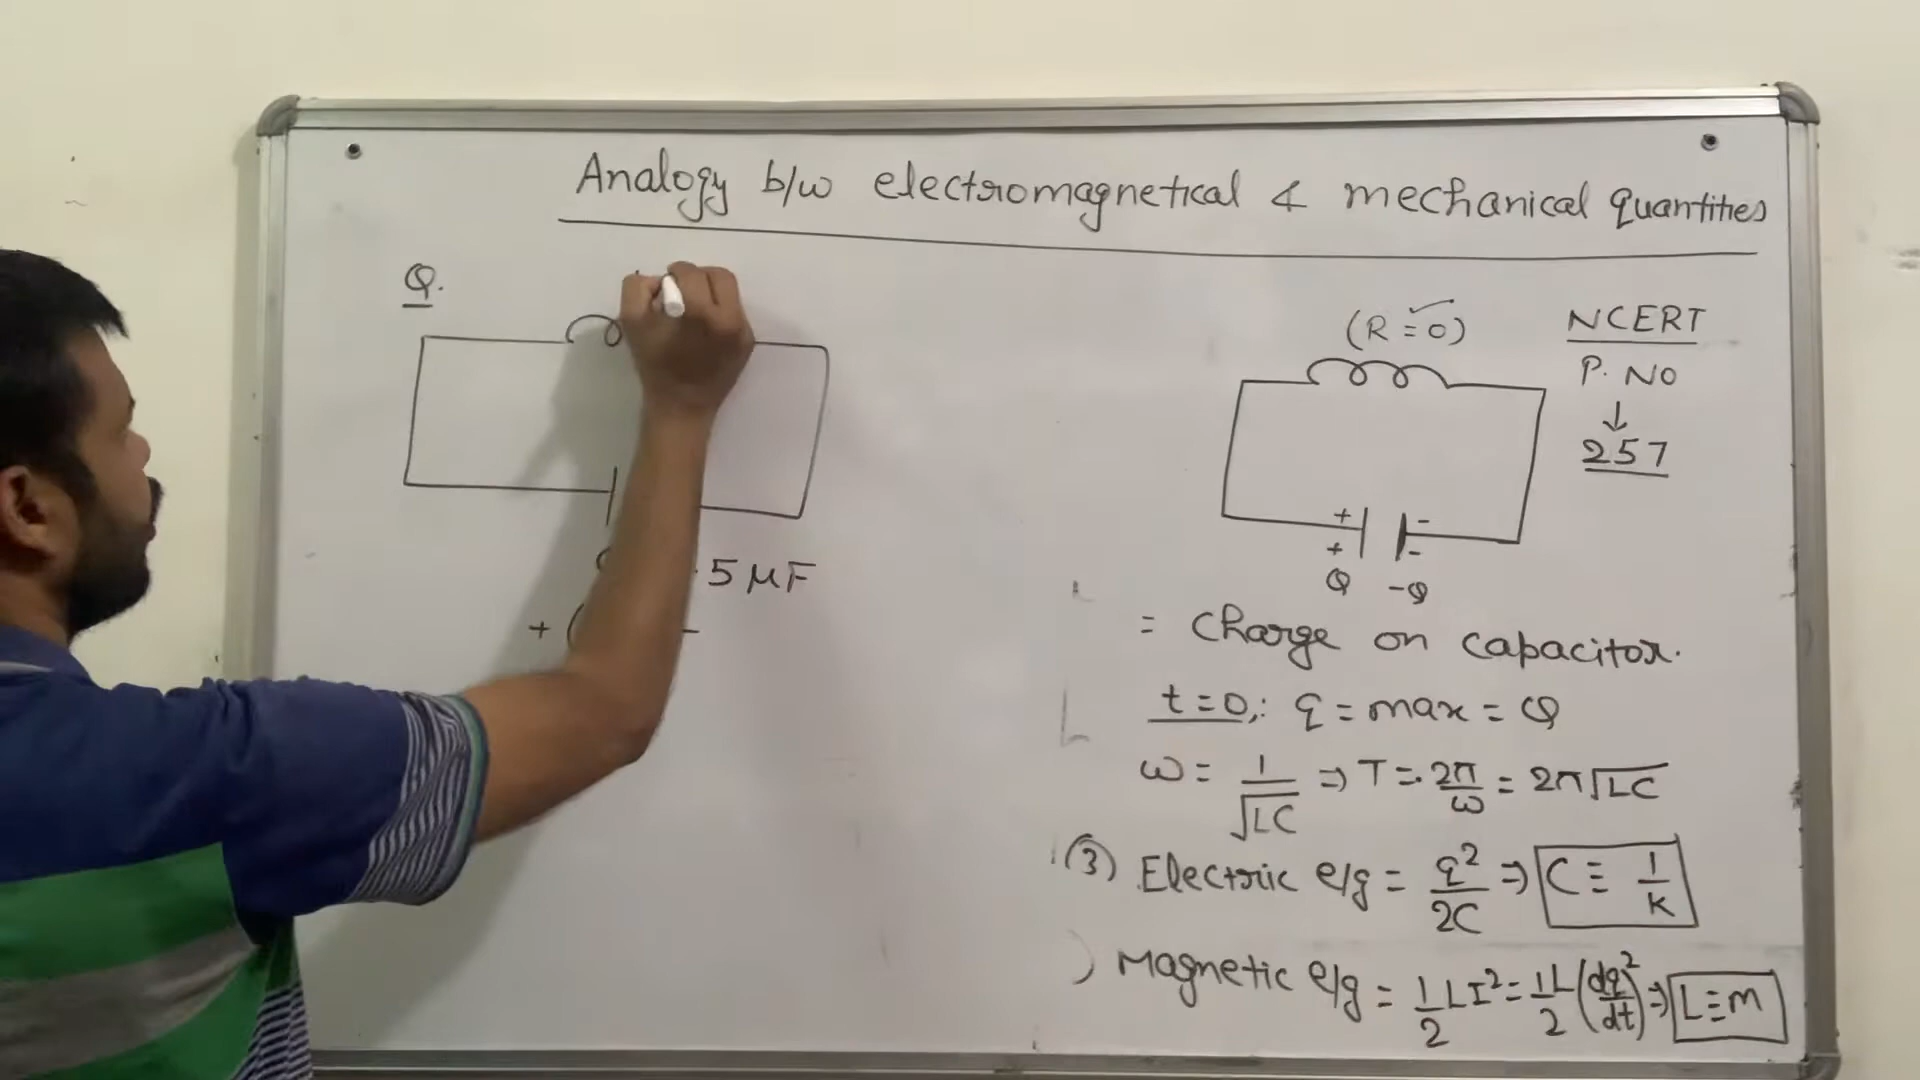 Analogy b/w electromagnetical & mechanical quantities
Q.
5 μF
+ ( -
(R = 0) ✓
NCERT
P. NO
↓
257
+ -
+ -
Q -Q
= Charge on capacitor.
t = 0,: q = max = Q
ω = 1/√LC ⇒ T = 2π/ω = 2π√LC
(3) Electric e/g = q²/2C ⇒ C ≡ 1/K
) Magnetic e/g = 1/2 LI² = 1/2 L (dq/dt)² ⇒ L ≡ m